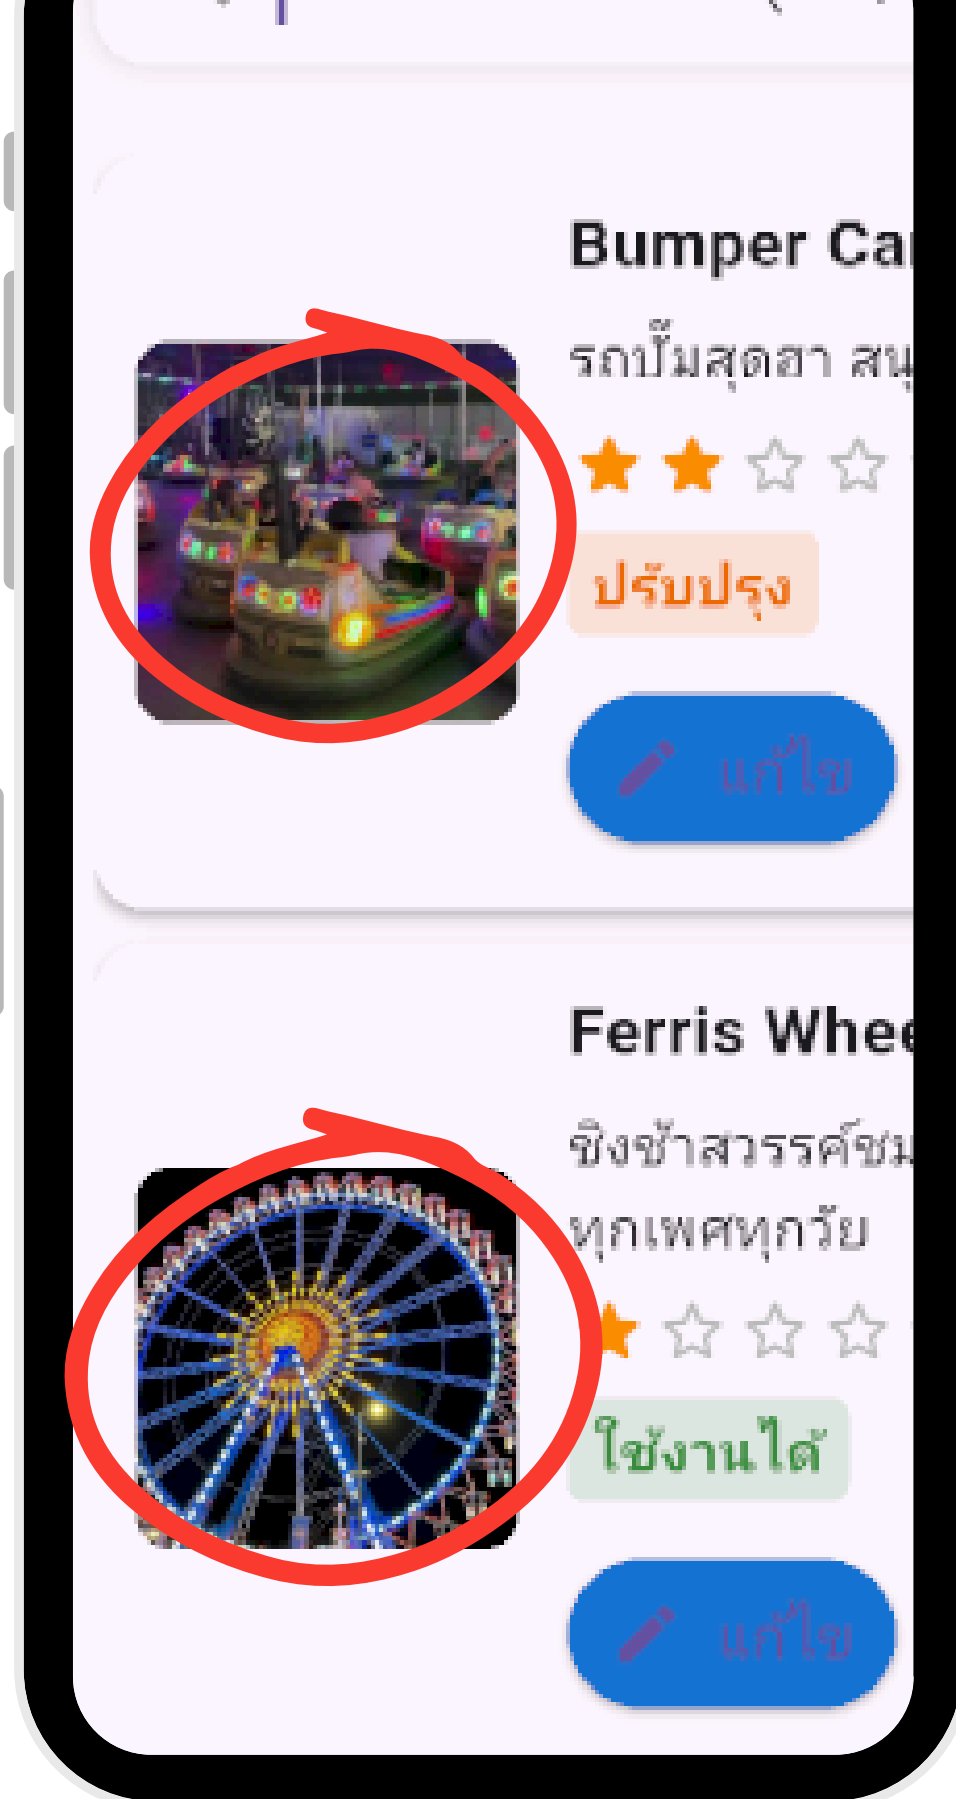 Bumper Car
รถบั๊มสุดฮา สนุ
ปรับปรุง
แก้ไข
Ferris Whee
ชิงช้าสวรรค์ชม
ทุกเพศทุกวัย
ใช้งานได้
แก้ไข